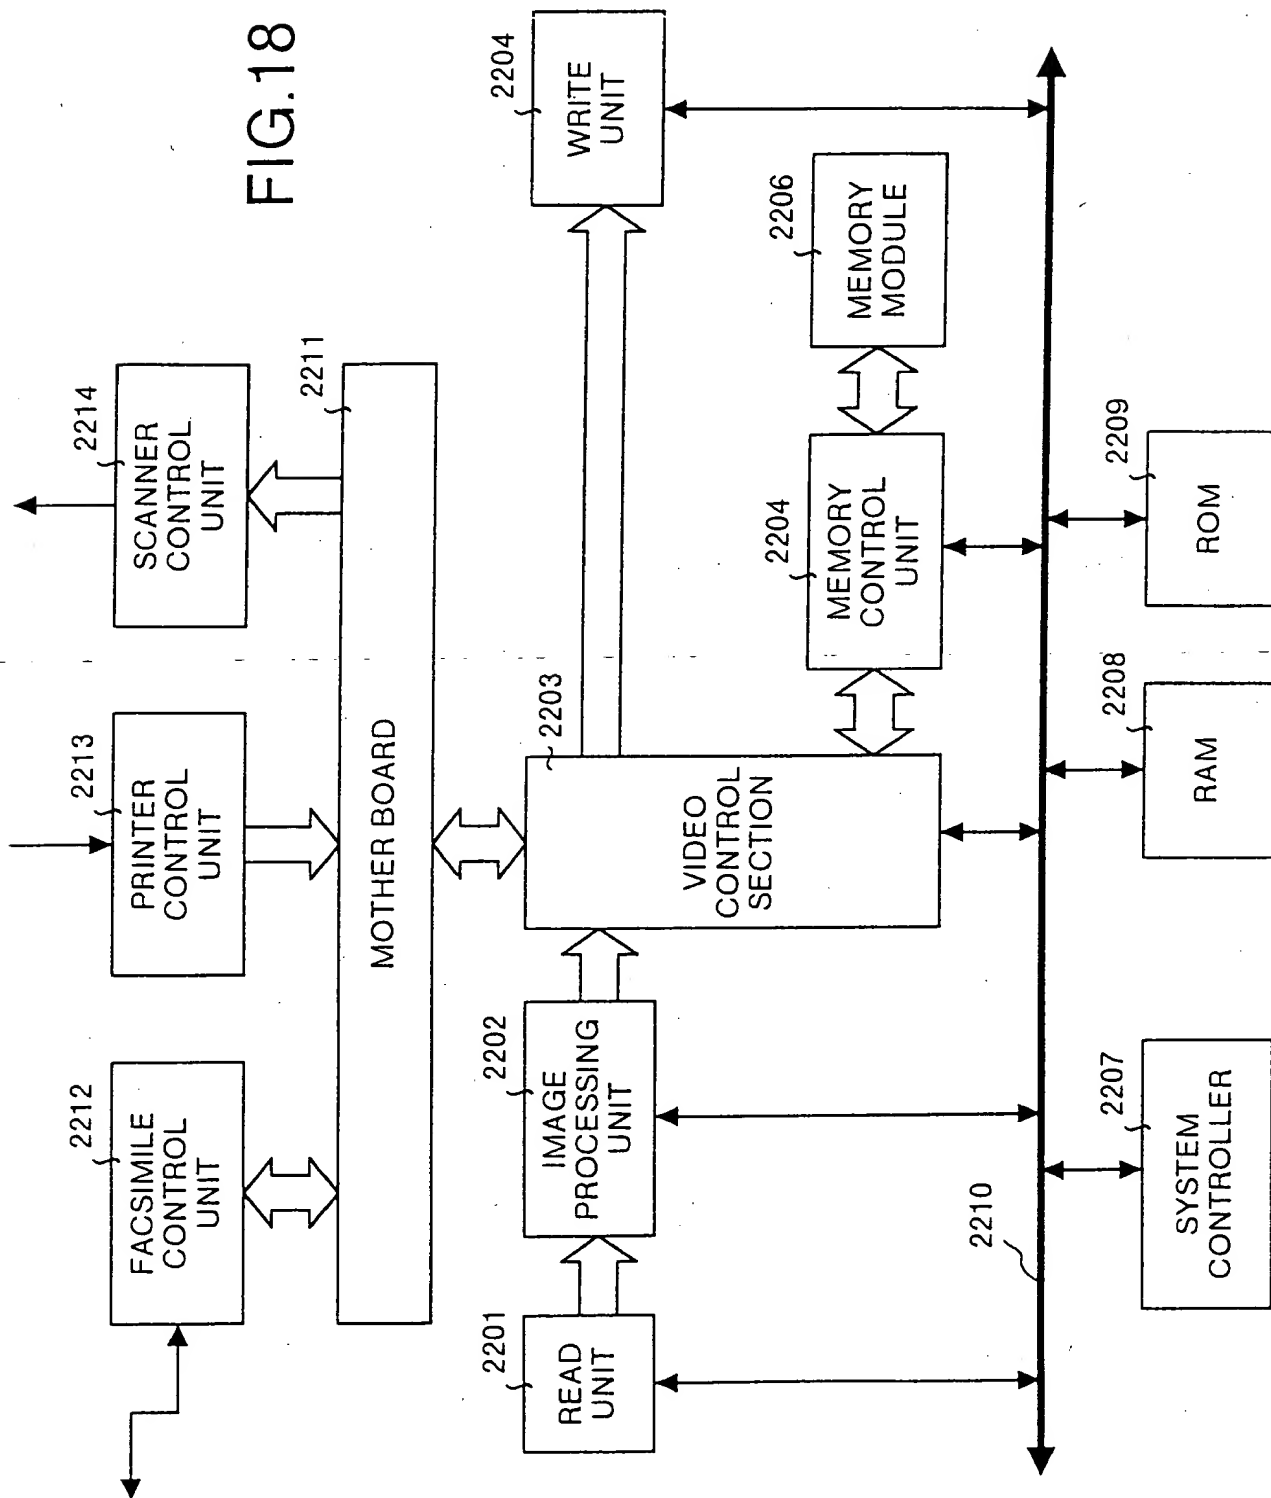 FIG.18
2212
FACSIMILE
CONTROL
UNIT
2213
PRINTER
CONTROL
UNIT
2214
SCANNER
CONTROL
UNIT
2211
MOTHER BOARD
2201
READ
UNIT
2202
IMAGE
PROCESSING
UNIT
2203
VIDEO
CONTROL
SECTION
2204
WRITE
UNIT
2204
MEMORY
CONTROL
UNIT
2206
MEMORY
MODULE
2210
2207
SYSTEM
CONTROLLER
2208
RAM
2209
ROM